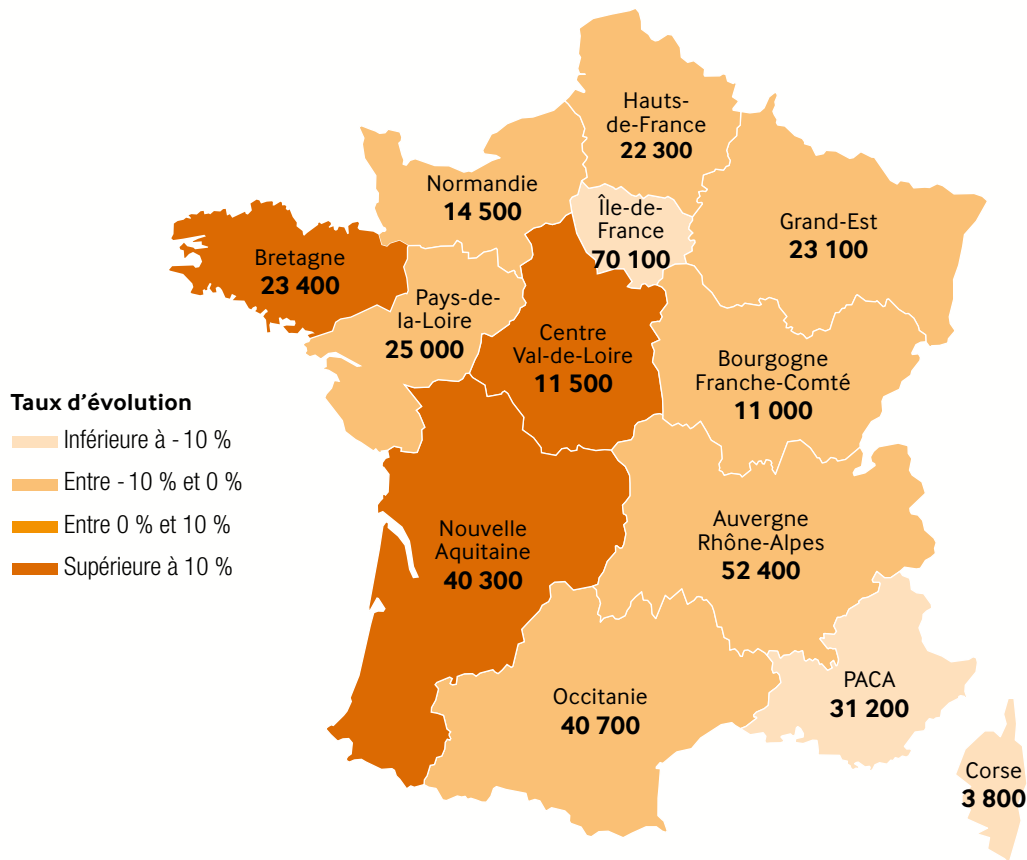 Hauts-
de-France
22 300
Normandie
14 500
Île-de-
France
70 100
Grand-Est
23 100
Bretagne
23 400
Pays-de-
la-Loire
25 000
Centre
Val-de-Loire
11 500
Bourgogne
Franche-Comté
11 000
Taux d'évolution
Inférieure à - 10 %
Entre - 10 % et 0 %
Entre 0 % et 10 %
Supérieure à 10 %
Nouvelle
Aquitaine
40 300
Auvergne
Rhône-Alpes
52 400
Occitanie
40 700
PACA
31 200
Corse
3 800